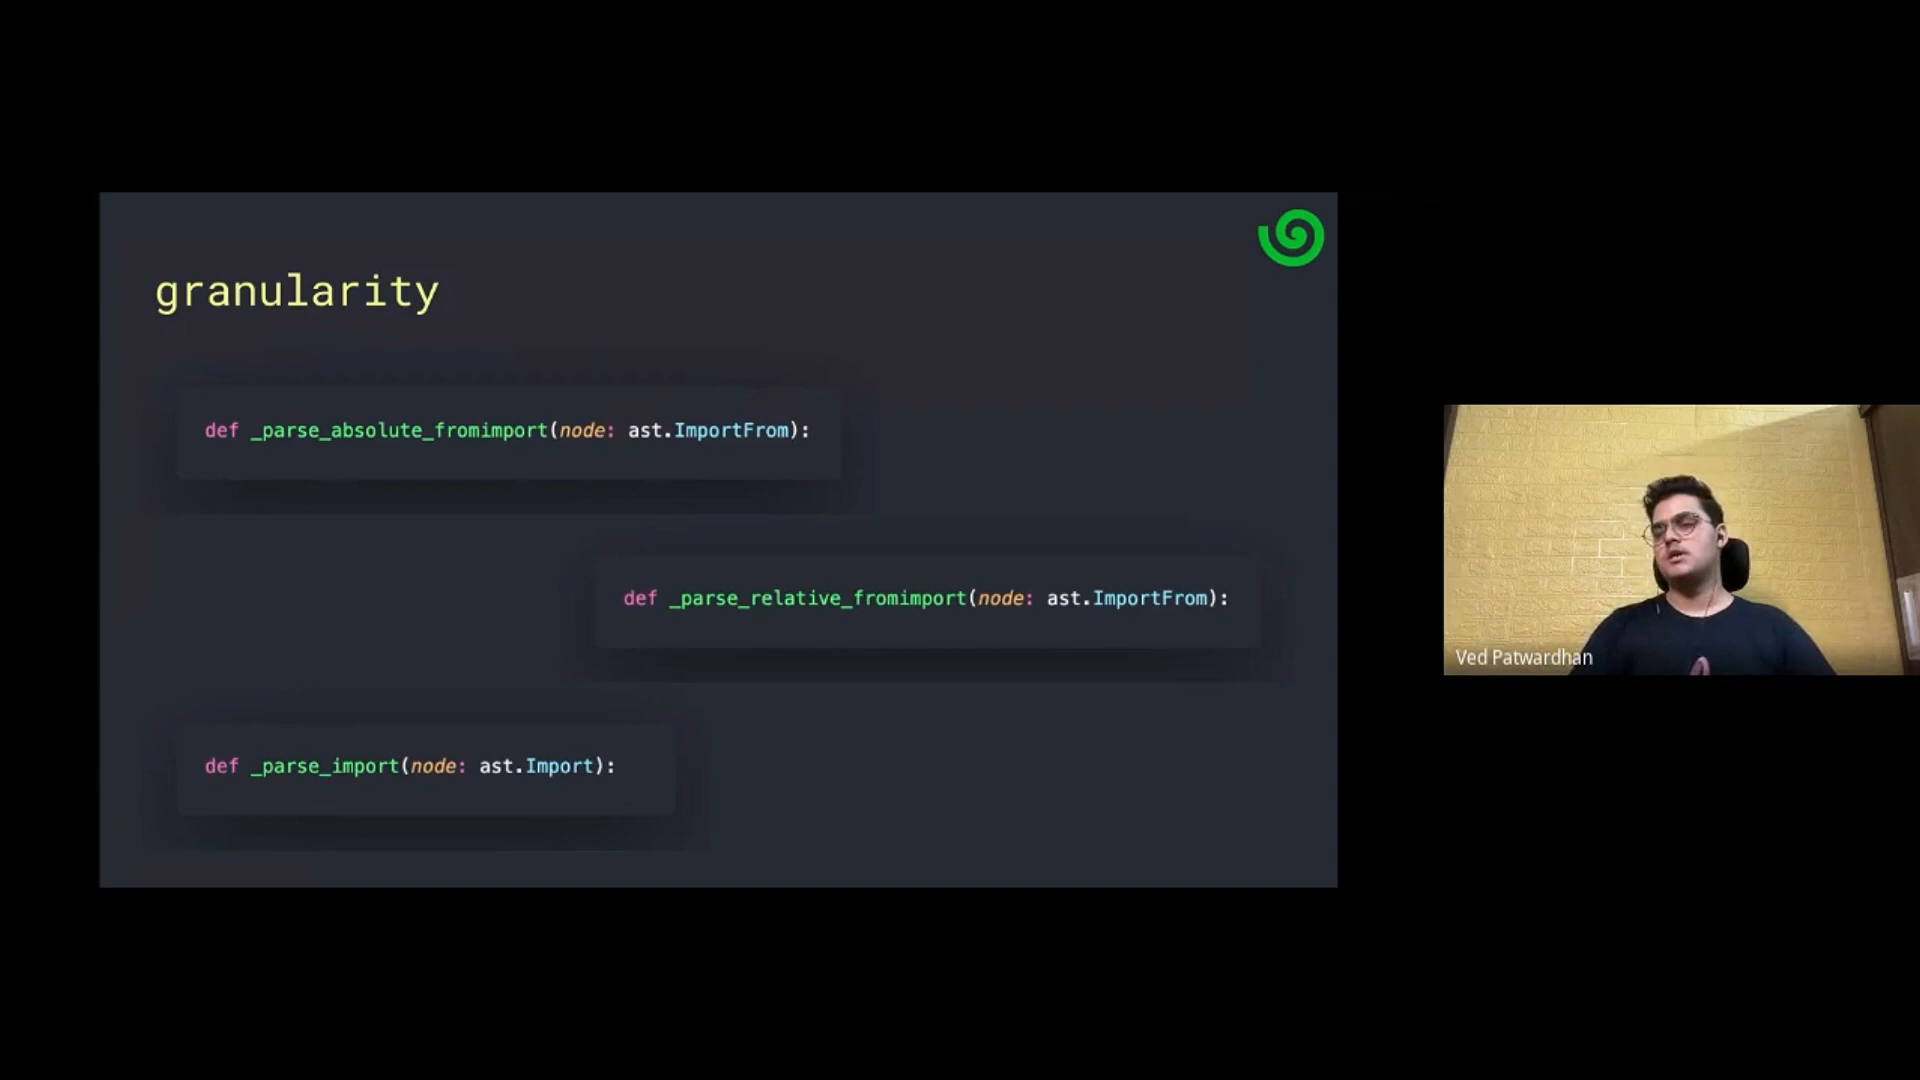 granularity
def _parse_absolute_fromimport(node: ast.ImportFrom):
def _parse_relative_fromimport(node: ast.ImportFrom):
def _parse_import(node: ast.Import):
Ved Patwardhan